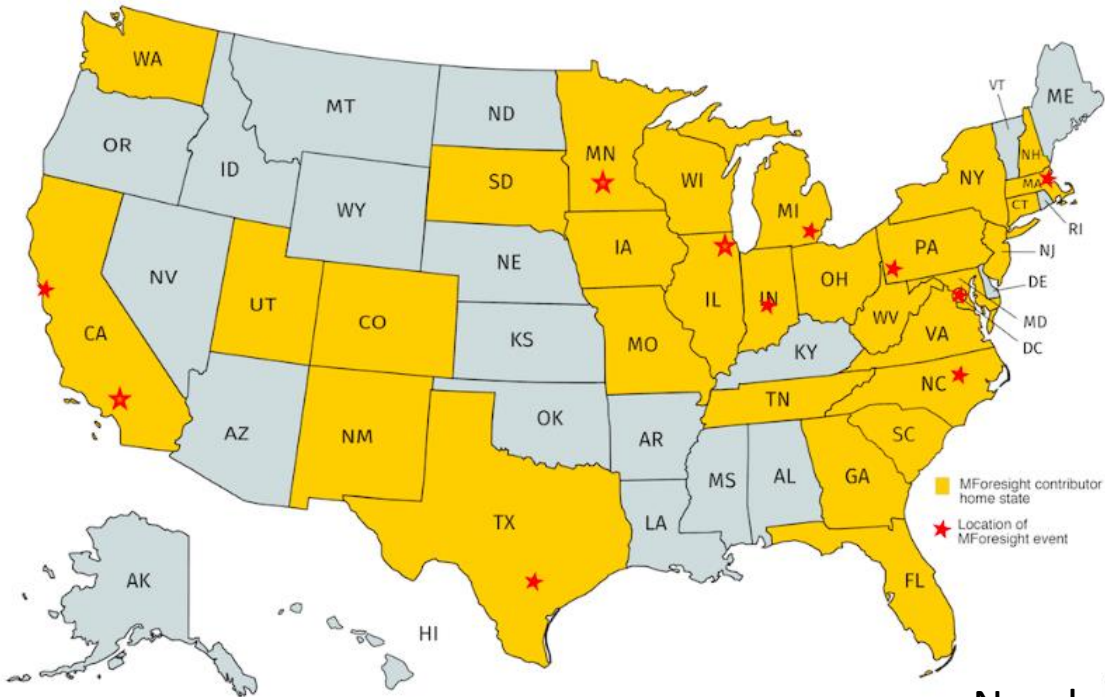 WA
MT
ND
MN
VT
ME
OR
ID
SD
WI
NY
NH
MA
CT
RI
WY
MI
IA
PA
NJ
NE
OH
DE
NV
UT
IL
IN
MD
DC
CO
CA
WV
VA
KS
MO
KY
NC
TN
AZ
NM
OK
AR
SC
MS
AL
GA
TX
LA
MForesight contributor
home state
Location of
MForesight event
AK
FL
HI